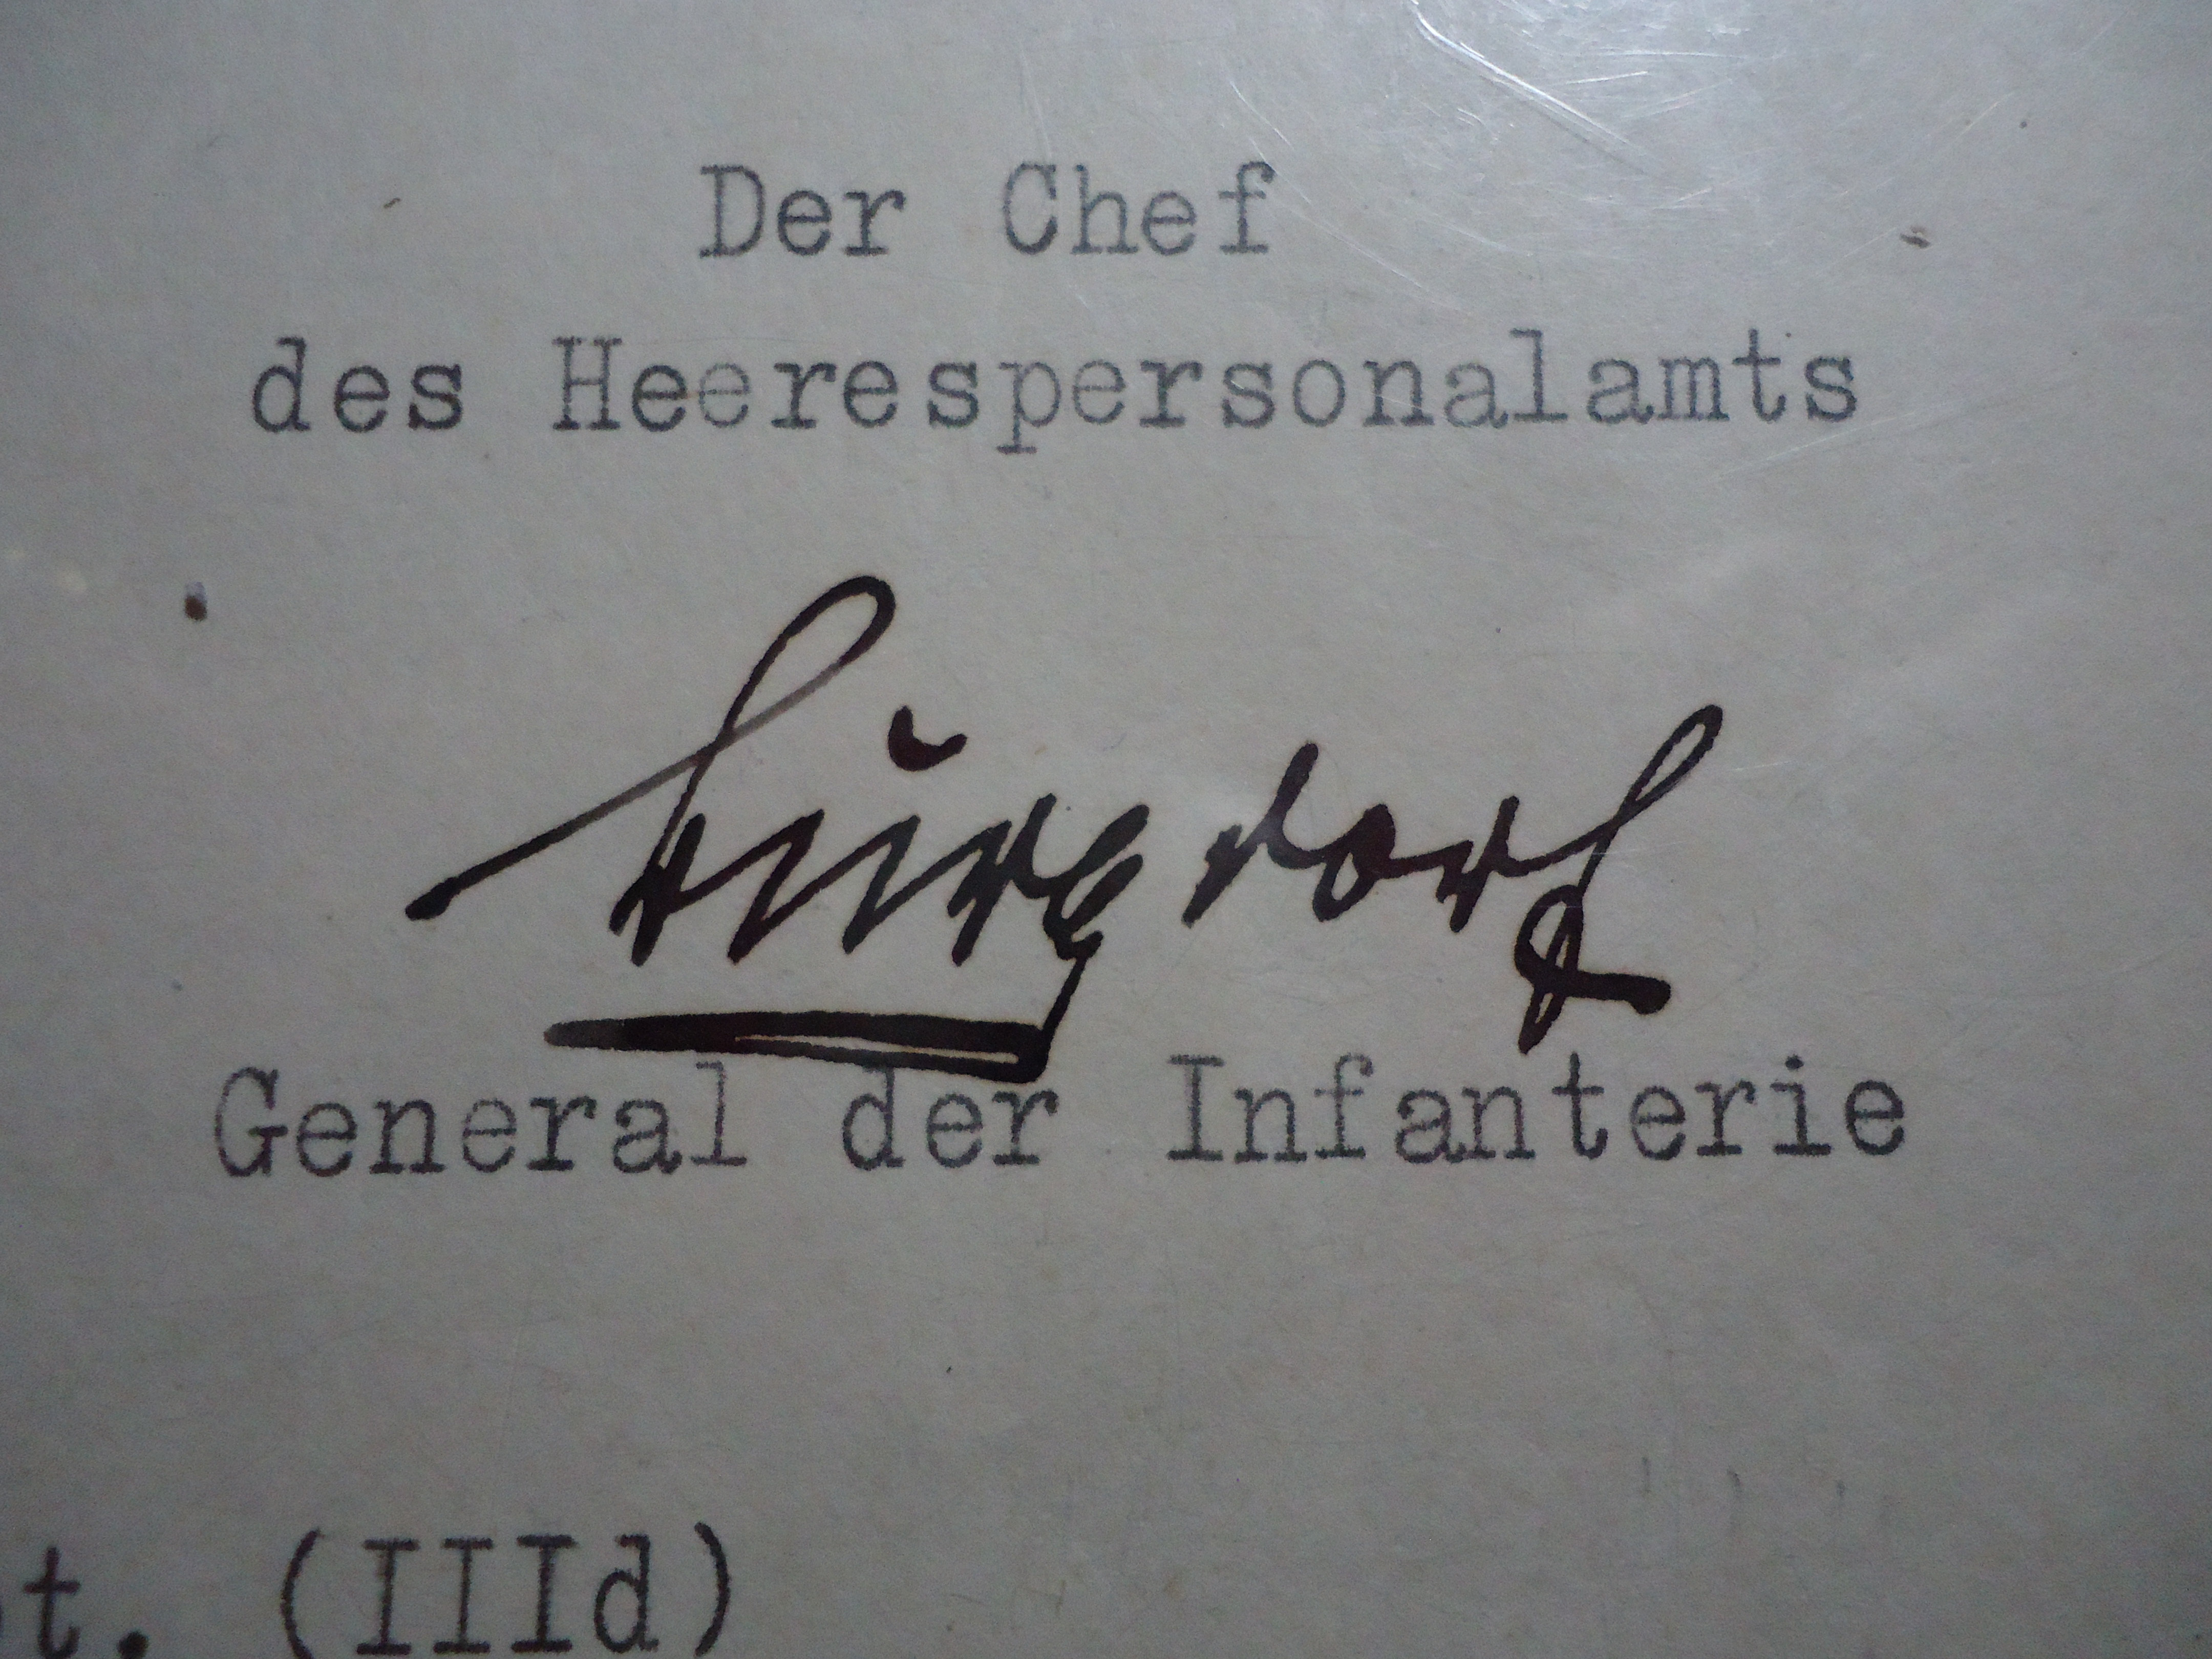 Der Chef
des Heerespersonalamts
Burgdorf
General der Infanterie
t. (IIId)